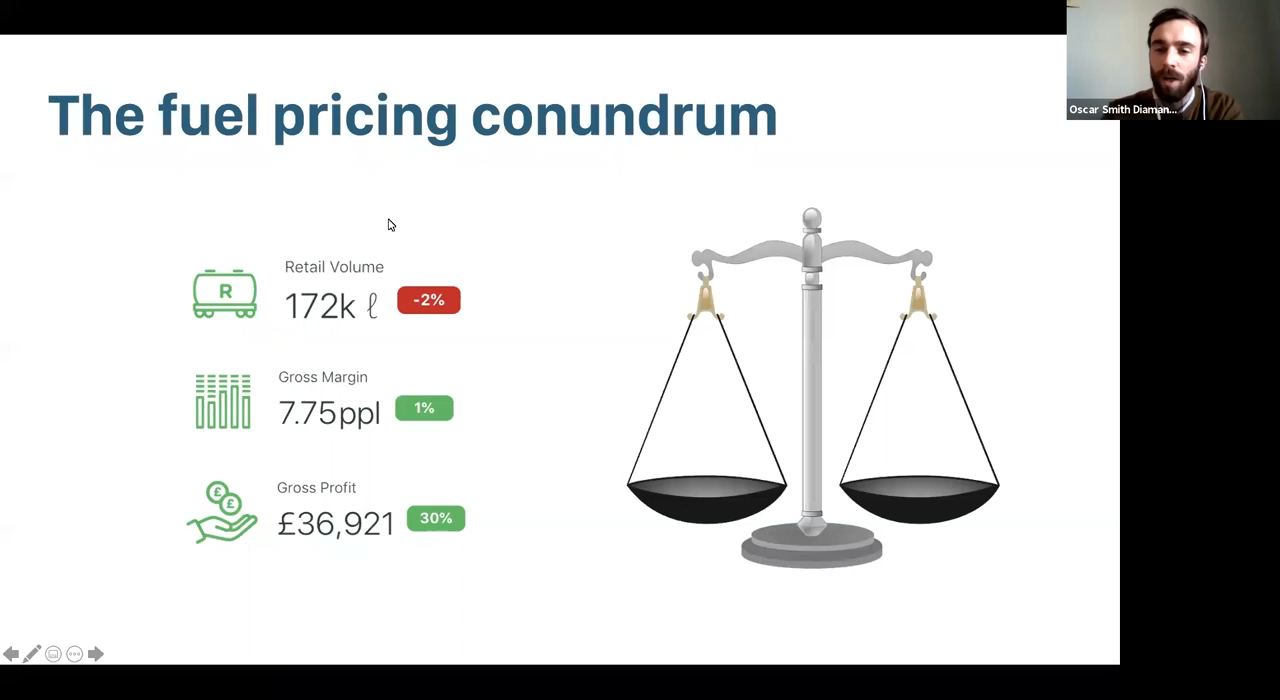 The fuel pricing conundrum
Oscar Smith Diaman...
Retail Volume
R
172k ℓ
-2%
Gross Margin
7.75ppl
1%
££
Gross Profit
£36,921
30%